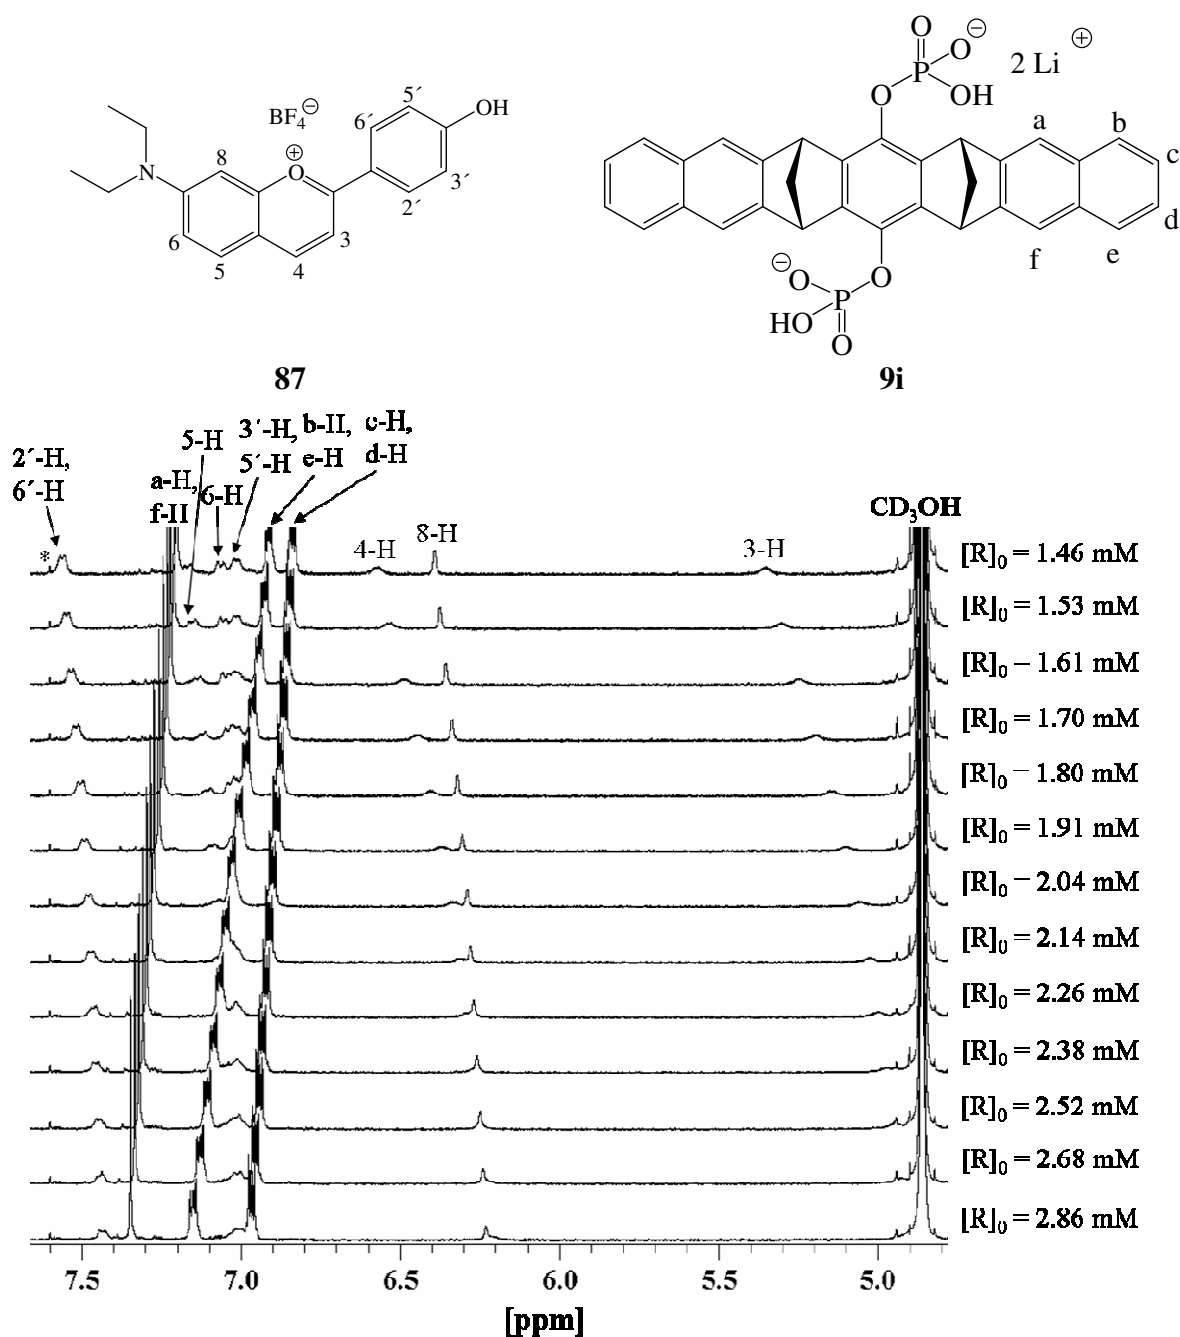 BF4⊖
5´
6´
OH
⊕
O
N
8
3´
2´
6
3
5
4
O
O⊖
2 Li ⊕
P
O
OH
a
b
c
d
⊖
O
O
f
e
HO
P
O
87
9i
3´-H, b-II, c-H,
5-H
2´-H,
5´-H e-H d-H
6´-H
a-H, 6-H
f-II
CD3OH
4-H 8-H 3-H
*
[R]0 = 1.46 mM
[R]0 = 1.53 mM
[R]0 − 1.61 mM
[R]0 = 1.70 mM
[R]0 − 1.80 mM
[R]0 = 1.91 mM
[R]0 − 2.04 mM
[R]0 = 2.14 mM
[R]0 = 2.26 mM
[R]0 = 2.38 mM
[R]0 = 2.52 mM
[R]0 = 2.68 mM
[R]0 = 2.86 mM
7.5 7.0 6.5 6.0 5.5 5.0
[ppm]